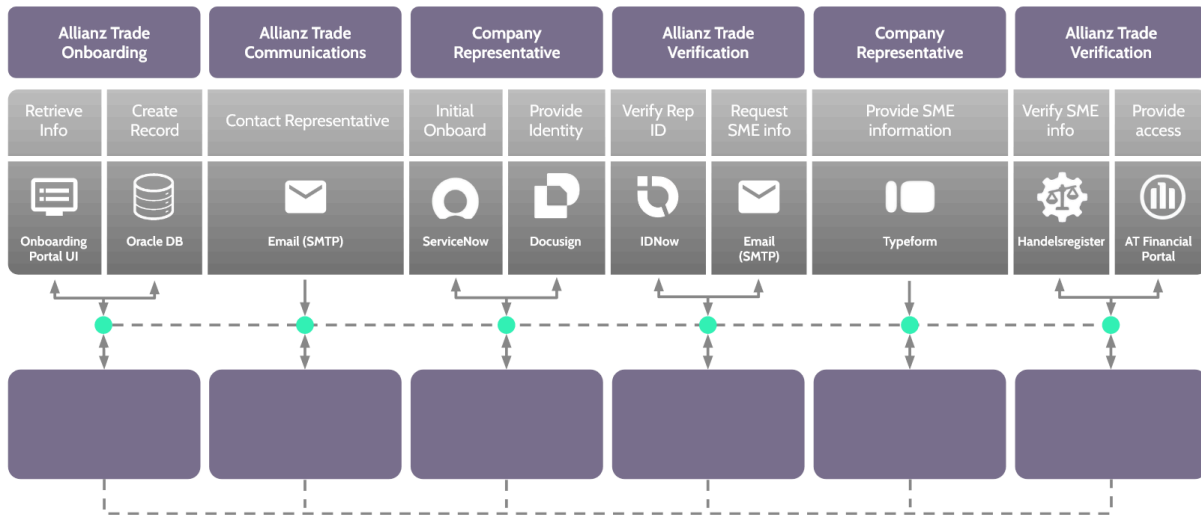 Allianz Trade
Onboarding
Allianz Trade
Communications
Company
Representative
Allianz Trade
Verification
Company
Representative
Allianz Trade
Verification
Retrieve
Info
Create
Record
Contact Representative
Initial
Onboard
Provide
Identity
Verify Rep
ID
Request
SME info
Provide SME
information
Verify SME
info
Provide
access
Onboarding
Portal UI
Oracle DB
Email (SMTP)
ServiceNow
Docusign
IDNow
Email
(SMTP)
Typeform
Handelsregister
AT Financial
Portal